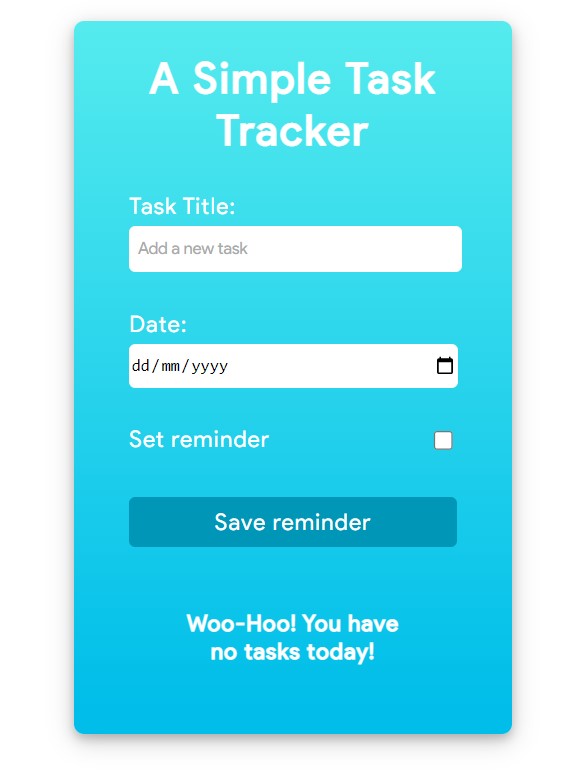 A Simple Task
Tracker
Task Title:
Add a new task
Date:
dd/mm/yyyy
Set reminder
Save reminder
Woo-Hoo! You have
no tasks today!